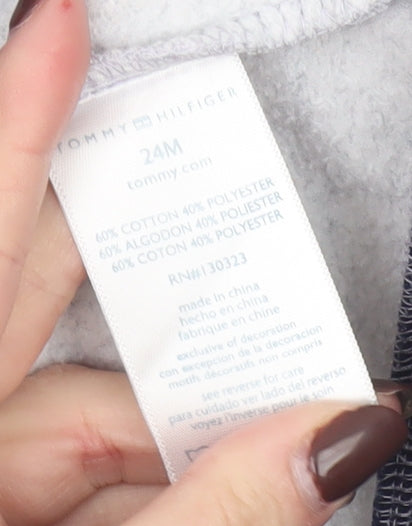 TOMMY HILFIGER
24M
tommy.com
60% COTTON 40% POLYESTER
60% ALGODON 40% POLIESTER
60% COTON 40% POLYESTER
RN#130323
made in china
hecho en china
fabrique en chine
exclusive of decoration
con excepcion de la decoracion
motifs décoratifs non compris
see reverse for care
para cuidado ver lado del reverso
voyez l'inverse pour le soin